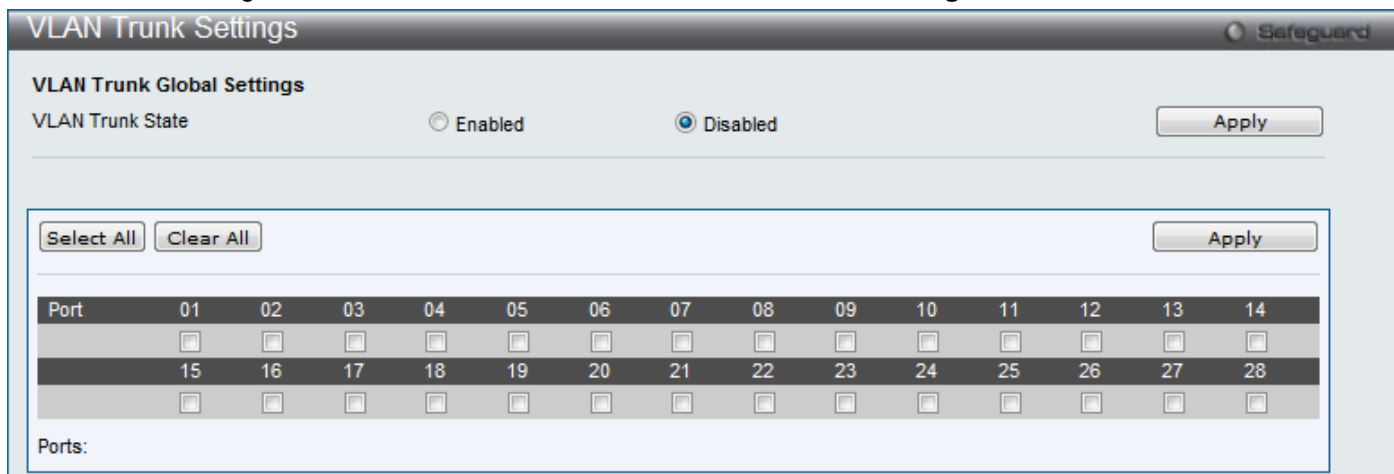 VLAN Trunk Settings Safeguard
VLAN Trunk Global Settings
VLAN Trunk State Enabled Disabled Apply
Select All Clear All Apply
Port 01 02 03 04 05 06 07 08 09 10 11 12 13 14
15 16 17 18 19 20 21 22 23 24 25 26 27 28
Ports: